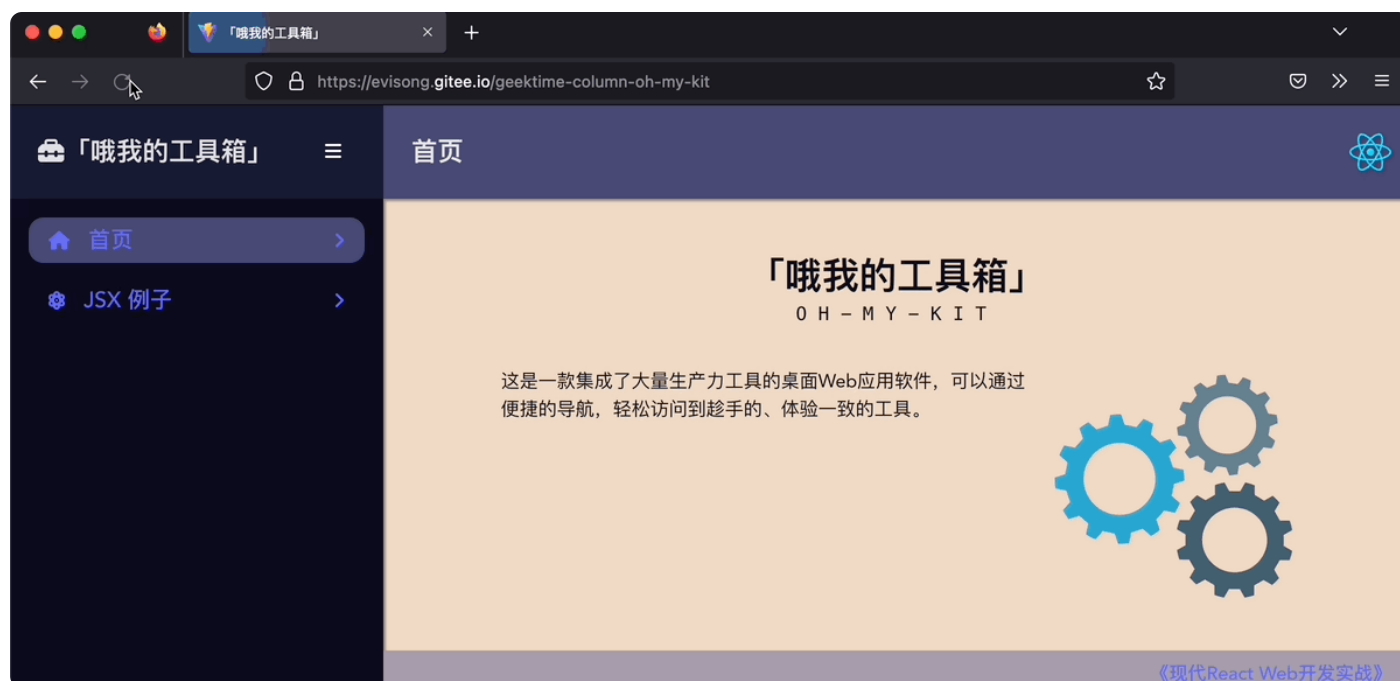 「哦我的工具箱」
https://evisong.gitee.io/geektime-column-oh-my-kit
「哦我的工具箱」
首页
首页
JSX 例子
「哦我的工具箱」
OH-MY-KIT
这是一款集成了大量生产力工具的桌面Web应用软件，可以通过
便捷的导航，轻松访问到趁手的、体验一致的工具。
《现代React Web开发实战》